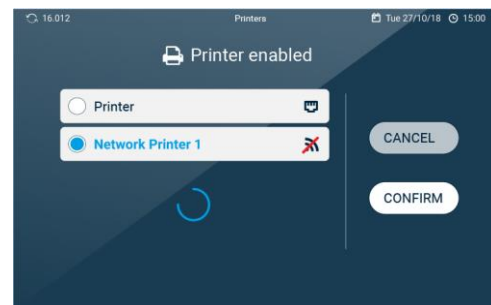 16.012 Printers Tue 27/10/18 15:00
Printer enabled
Printer
Network Printer 1
CANCEL
CONFIRM